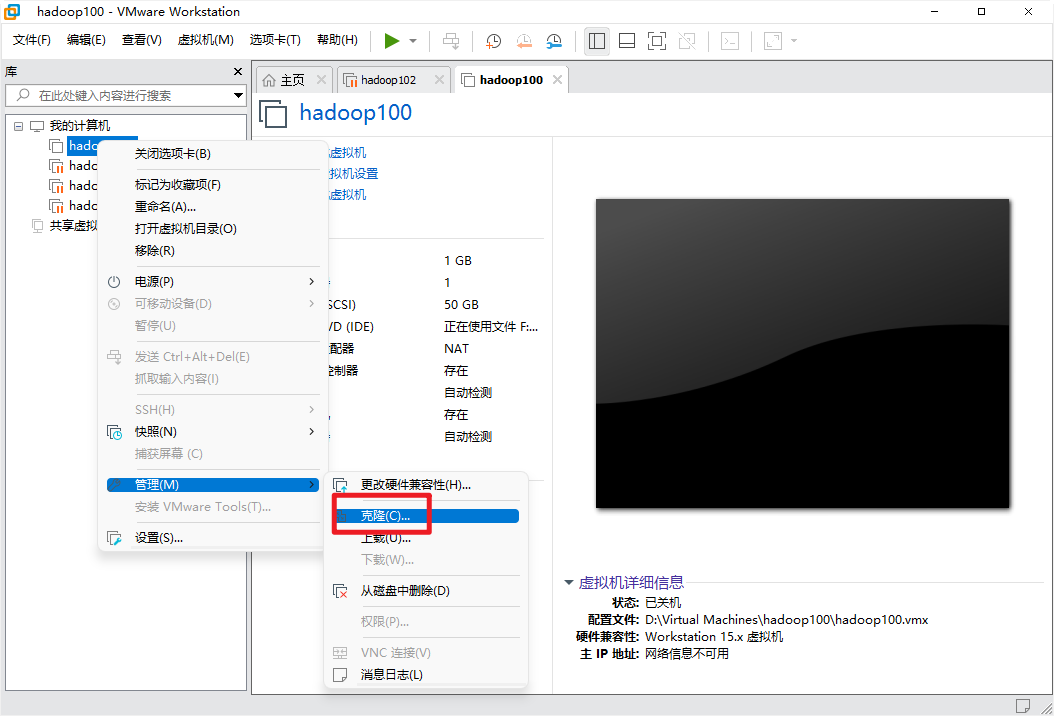 hadoop100 - VMware Workstation
文件(F) 编辑(E) 查看(V) 虚拟机(M) 选项卡(T) 帮助(H)
库
在此处键入内容进行搜索
主页 hadoop102 hadoop100
hadoop100
我的计算机
hado
hado
hado
hado
共享虚拟
关闭选项卡(B)
标记为收藏项(F)
重命名(A)...
打开虚拟机目录(O)
移除(R)
电源(P)
可移动设备(D)
暂停(U)
发送 Ctrl+Alt+Del(E)
抓取输入内容(I)
SSH(H)
快照(N)
捕获屏幕 (C)
管理(M)
安装 VMware Tools(T)...
设置(S)...
更改硬件兼容性(H)...
克隆(C)...
上载(U)...
下载(W)...
从磁盘中删除(D)
权限(P)...
VNC 连接(V)
消息日志(L)
虚拟机
拟机设置
虚拟机
1 GB
1
SCSI) 50 GB
VD (IDE) 正在使用文件 F:...
配器 NAT
控制器 存在
自动检测
存在
自动检测
虚拟机详细信息
状态: 已关机
配置文件: D:\Virtual Machines\hadoop100\hadoop100.vmx
硬件兼容性: Workstation 15.x 虚拟机
主 IP 地址: 网络信息不可用